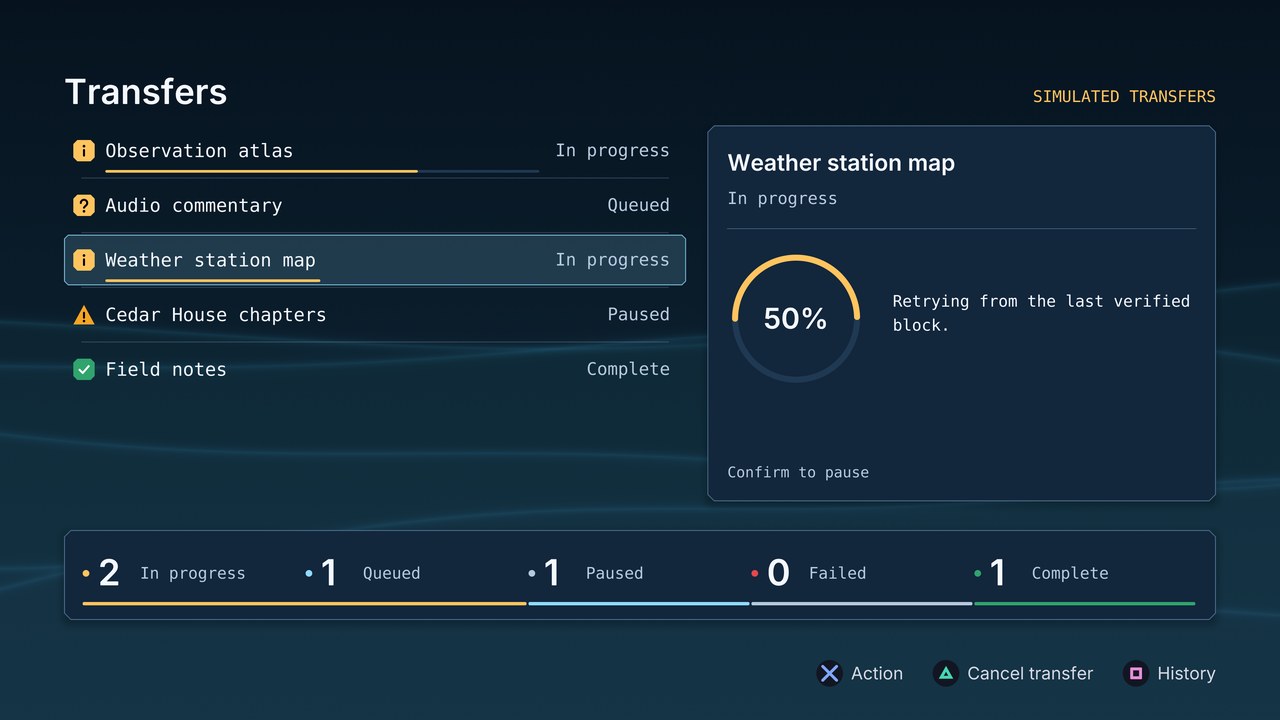 Transfers
SIMULATED TRANSFERS
Observation atlas In progress
Audio commentary Queued
Weather station map In progress
Cedar House chapters Paused
Field notes Complete
Weather station map
In progress
50%
Retrying from the last verified
block.
Confirm to pause
2 In progress
1 Queued
1 Paused
0 Failed
1 Complete
Action
Cancel transfer
History